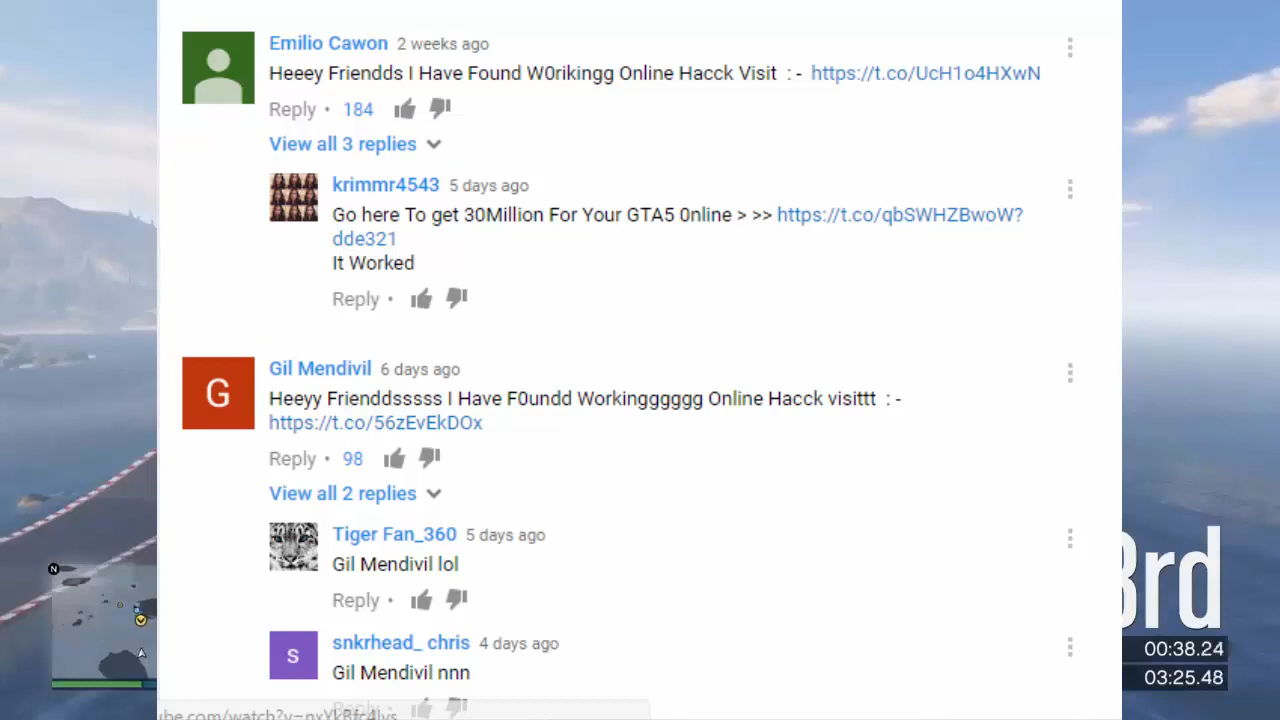 Emilio Cawon 2 weeks ago
Heeey Friendds I Have Found W0rikingg Online Hacck Visit : - https://t.co/UcH1o4HXwN
Reply • 184
View all 3 replies
krimmr4543 5 days ago
Go here To get 30Million For Your GTA5 0nline > >> https://t.co/qbSWHZBwoW?
dde321
It Worked
Reply •
Gil Mendivil 6 days ago
G
Heeyy Frienddsssss I Have F0undd Workinggggg Online Hacck visittt : -
https://t.co/56zEvEkDOx
Reply • 98
View all 2 replies
Tiger Fan_360 5 days ago
Gil Mendivil lol
Reply •
snkrhead_ chris 4 days ago
s
Gil Mendivil nnn
Reply
N
3rd
00:38.24
03:25.48